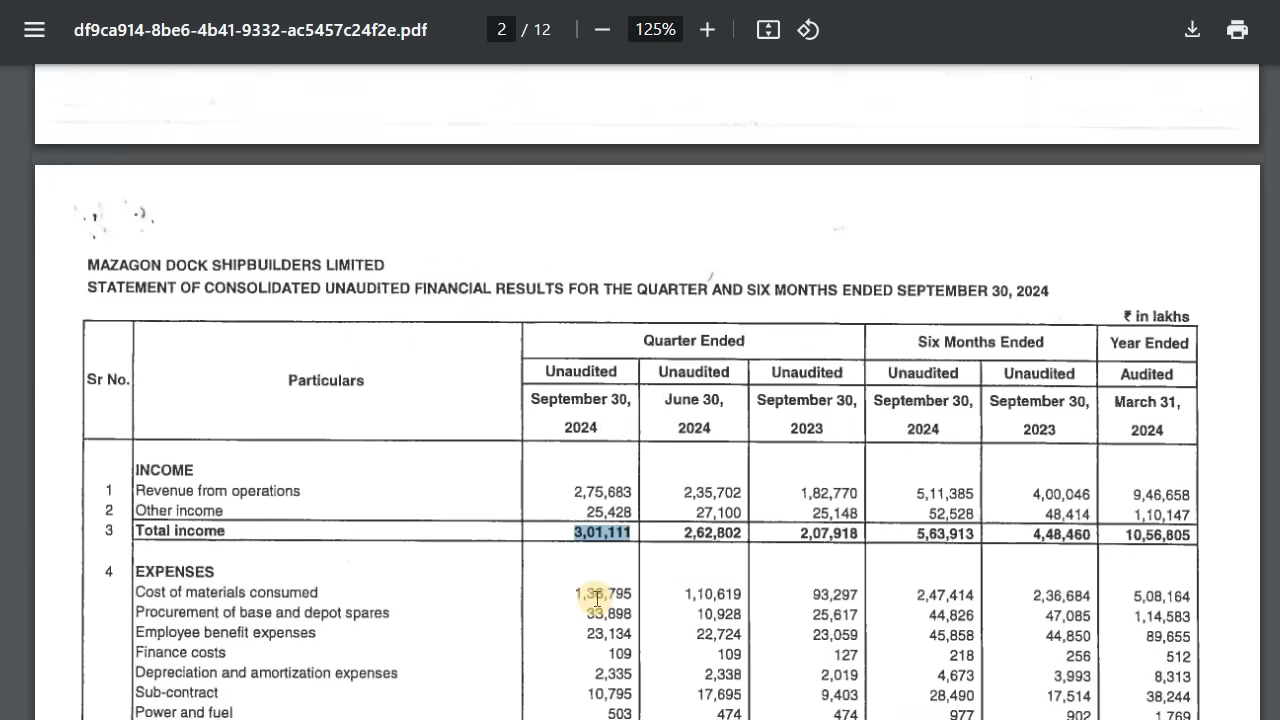 df9ca914-8be6-4b41-9332-ac5457c24f2e.pdf 2 / 12 125%
MAZAGON DOCK SHIPBUILDERS LIMITED
STATEMENT OF CONSOLIDATED UNAUDITED FINANCIAL RESULTS FOR THE QUARTER AND SIX MONTHS ENDED SEPTEMBER 30, 2024
₹ in lakhs
Sr No. Particulars Quarter Ended Six Months Ended Year Ended
Unaudited Unaudited Unaudited Unaudited Unaudited Audited
September 30, June 30, September 30, September 30, September 30, March 31,
2024 2024 2023 2024 2023 2024
INCOME
1 Revenue from operations 2,75,683 2,35,702 1,82,770 5,11,385 4,00,046 9,46,658
2 Other income 25,428 27,100 25,148 52,528 48,414 1,10,147
3 Total income 3,01,111 2,62,802 2,07,918 5,63,913 4,48,460 10,56,805
4 EXPENSES
Cost of materials consumed 1,36,795 1,10,619 93,297 2,47,414 2,36,684 5,08,164
Procurement of base and depot spares 33,898 10,928 25,617 44,826 47,085 1,14,583
Employee benefit expenses 23,134 22,724 23,059 45,858 44,850 89,655
Finance costs 109 109 127 218 256 512
Depreciation and amortization expenses 2,335 2,338 2,019 4,673 3,993 8,313
Sub-contract 10,795 17,695 9,403 28,490 17,514 38,244
Power and fuel 503 474 474 977 902 1,769